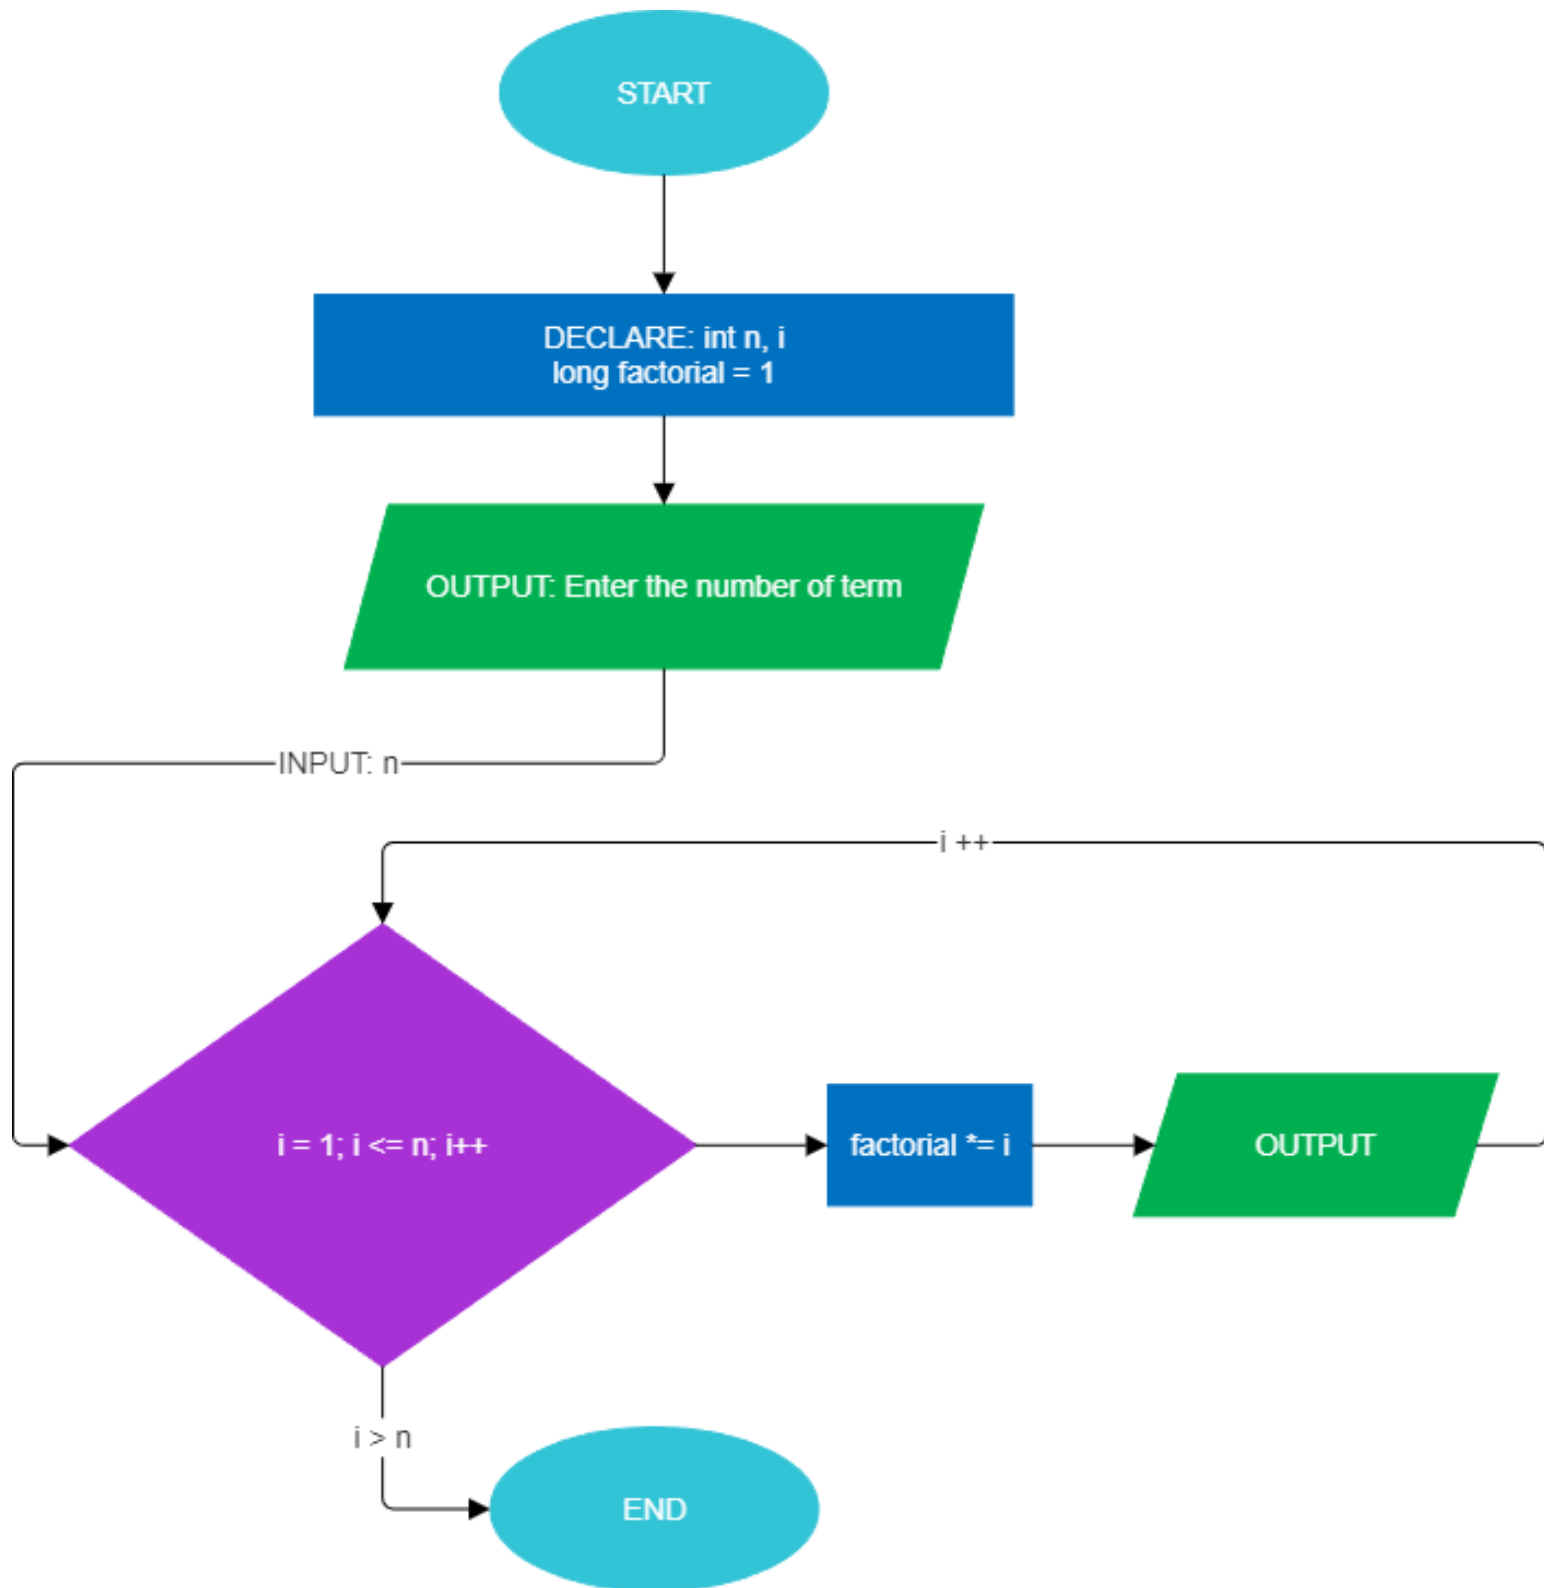 START
DECLARE: int n, i
long factorial = 1
OUTPUT: Enter the number of term
INPUT: n
i ++
i = 1; i <= n; i++
factorial *= i
OUTPUT
i > n
END